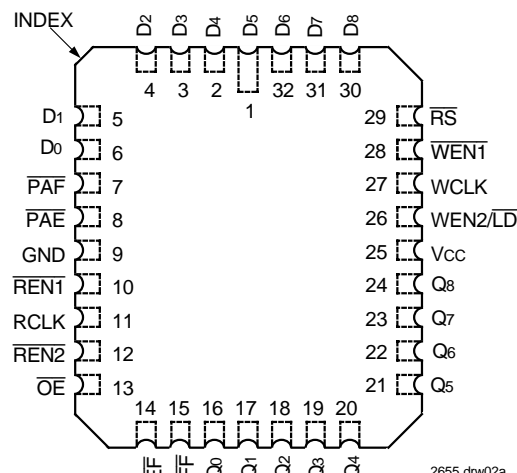 INDEX
D2 D3 D4 D5 D6 D7 D8
4 3 2 1 32 31 30
D1 5
D0 6
PAF 7
PAE 8
GND 9
REN1 10
RCLK 11
REN2 12
OE 13
29 RS
28 WEN1
27 WCLK
26 WEN2/LD
25 VCC
24 Q8
23 Q7
22 Q6
21 Q5
14 15 16 17 18 19 20
EF FF Q0 Q1 Q2 Q3 Q4
2655 drw02a